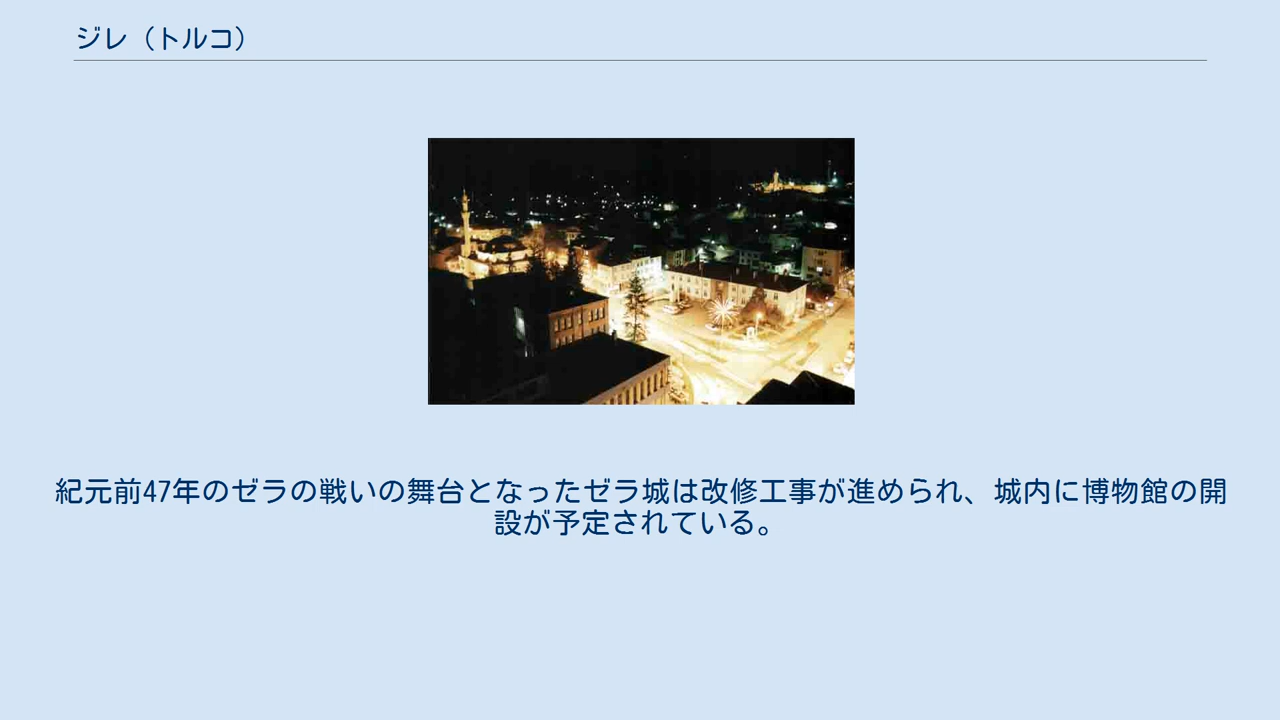 ジレ（トルコ）
紀元前47年のゼラの戦いの舞台となったゼラ城は改修工事が進められ、城内に博物館の開
設が予定されている。